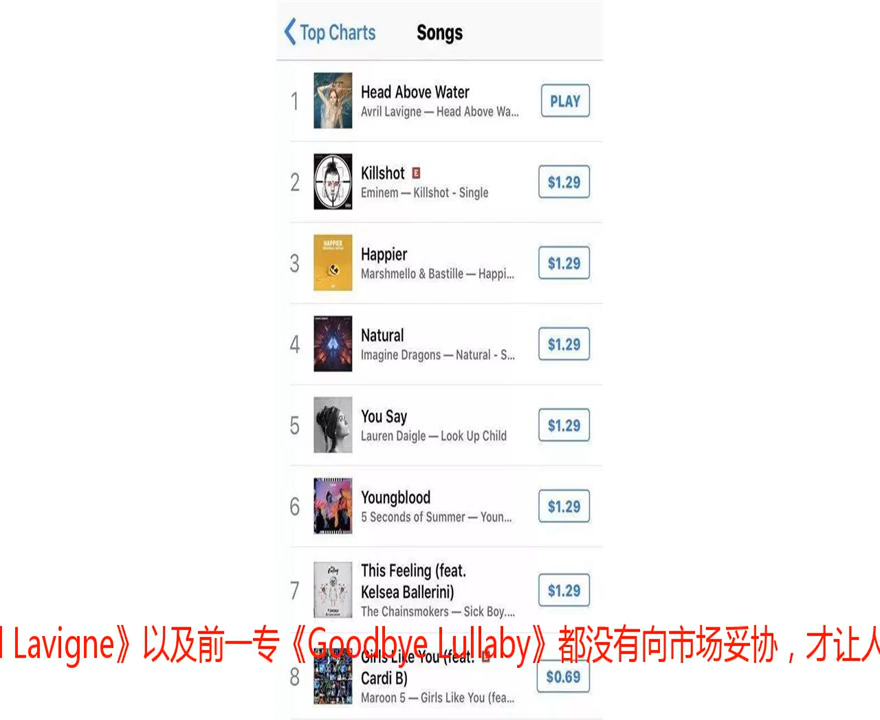 Top Charts
Songs
1
Head Above Water
Avril Lavigne — Head Above Wa...
PLAY
2
Killshot E
Eminem — Killshot - Single
$1.29
3
Happier
Marshmello & Bastille — Happi...
$1.29
4
Natural
Imagine Dragons — Natural - S...
$1.29
5
You Say
Lauren Daigle — Look Up Child
$1.29
6
Youngblood
5 Seconds of Summer — Youn...
$1.29
7
This Feeling (feat.
Kelsea Ballerini)
The Chainsmokers — Sick Boy....
$1.29
l Lavigne》以及前一专《Goodbye Lullaby》都没有向市场妥协，才让人
8
Girls Like You (feat. E
Cardi B)
Maroon 5 — Girls Like You (fea...
$0.69